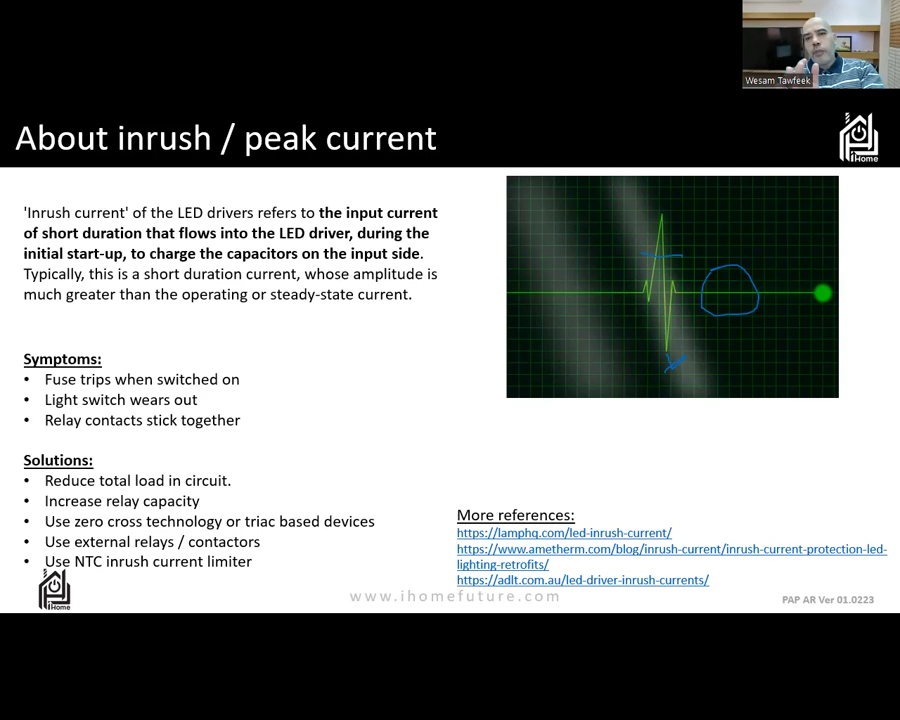 Wesam Tawfeek
About inrush / peak current
iHome
'Inrush current' of the LED drivers refers to the input current
of short duration that flows into the LED driver, during the
initial start-up, to charge the capacitors on the input side.
Typically, this is a short duration current, whose amplitude is
much greater than the operating or steady-state current.
Symptoms:
• Fuse trips when switched on
• Light switch wears out
• Relay contacts stick together
Solutions:
• Reduce total load in circuit.
• Increase relay capacity
• Use zero cross technology or triac based devices
• Use external relays / contactors
• Use NTC inrush current limiter
More references:
https://lamphq.com/led-inrush-current/
https://www.ametherm.com/blog/inrush-current/inrush-current-protection-led-
lighting-retrofits/
https://adlt.com.au/led-driver-inrush-currents/
iHome
www.ihomefuture.com
PAP AR Ver 01.0223